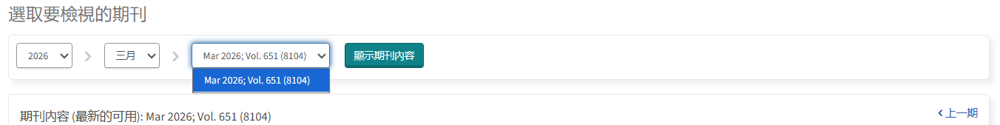 選取要檢視的期刊
2026 三月 Mar 2026; Vol. 651 (8104) 顯示期刊內容
Mar 2026; Vol. 651 (8104)
期刊內容 (最新的可用): Mar 2026; Vol. 651 (8104) 上一期